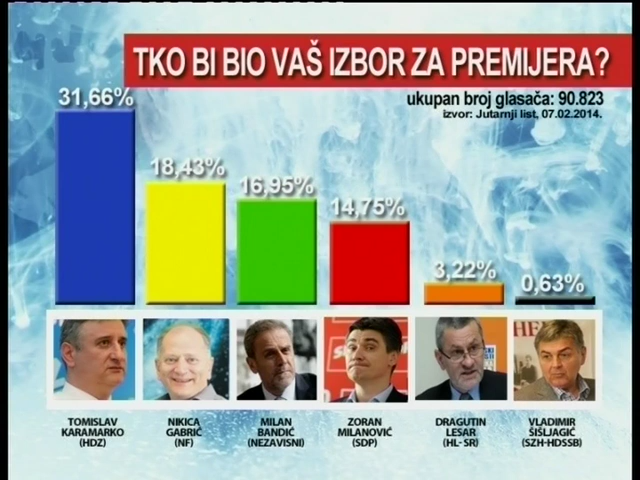 TKO BI BIO VAŠ IZBOR ZA PREMIJERA?
ukupan broj glasača: 90.823
izvor: Jutarnji list, 07.02.2014.
31,66%
18,43%
16,95%
14,75%
3,22%
0,63%
TOMISLAV
KARAMARKO
(HDZ)
NIKICA
GABRIĆ
(NF)
MILAN
BANDIĆ
(NEZAVISNI)
ZORAN
MILANOVIĆ
(SDP)
DRAGUTIN
LESAR
(HL- SR)
VLADIMIR
ŠIŠLJAGIĆ
(SZH-HDSSB)